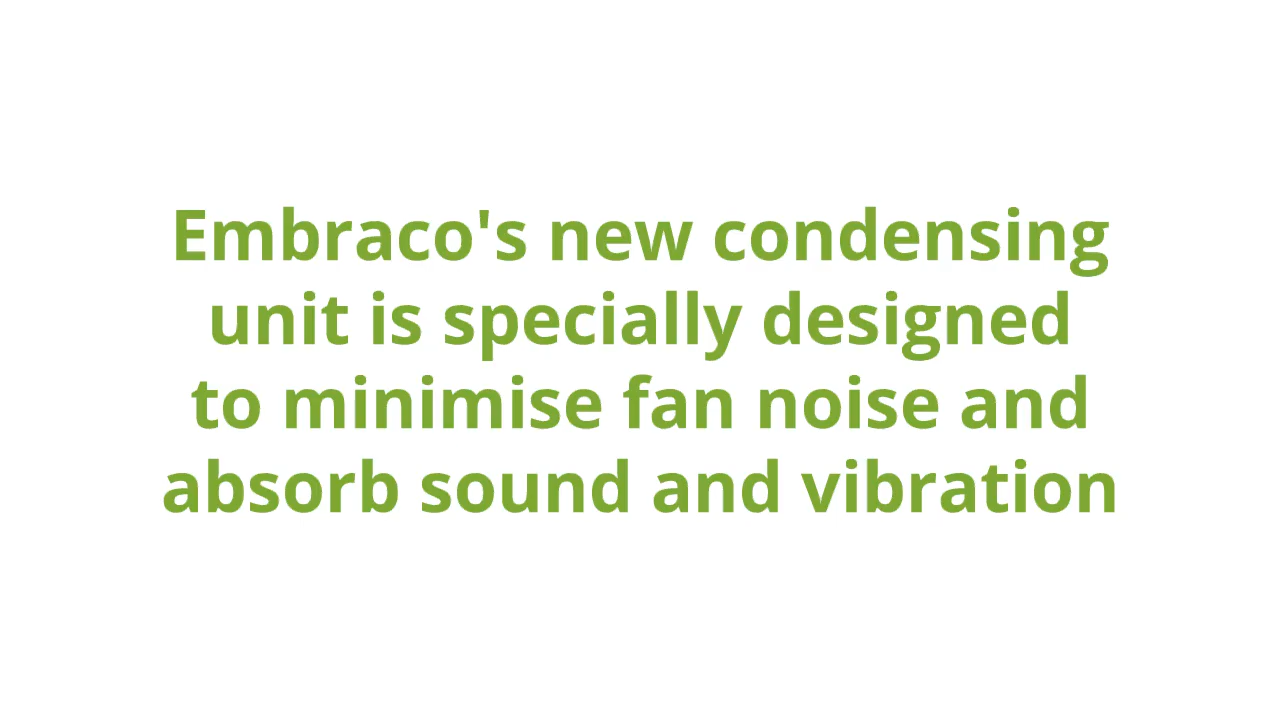 Embraco's new condensing
unit is specially designed
to minimise fan noise and
absorb sound and vibration